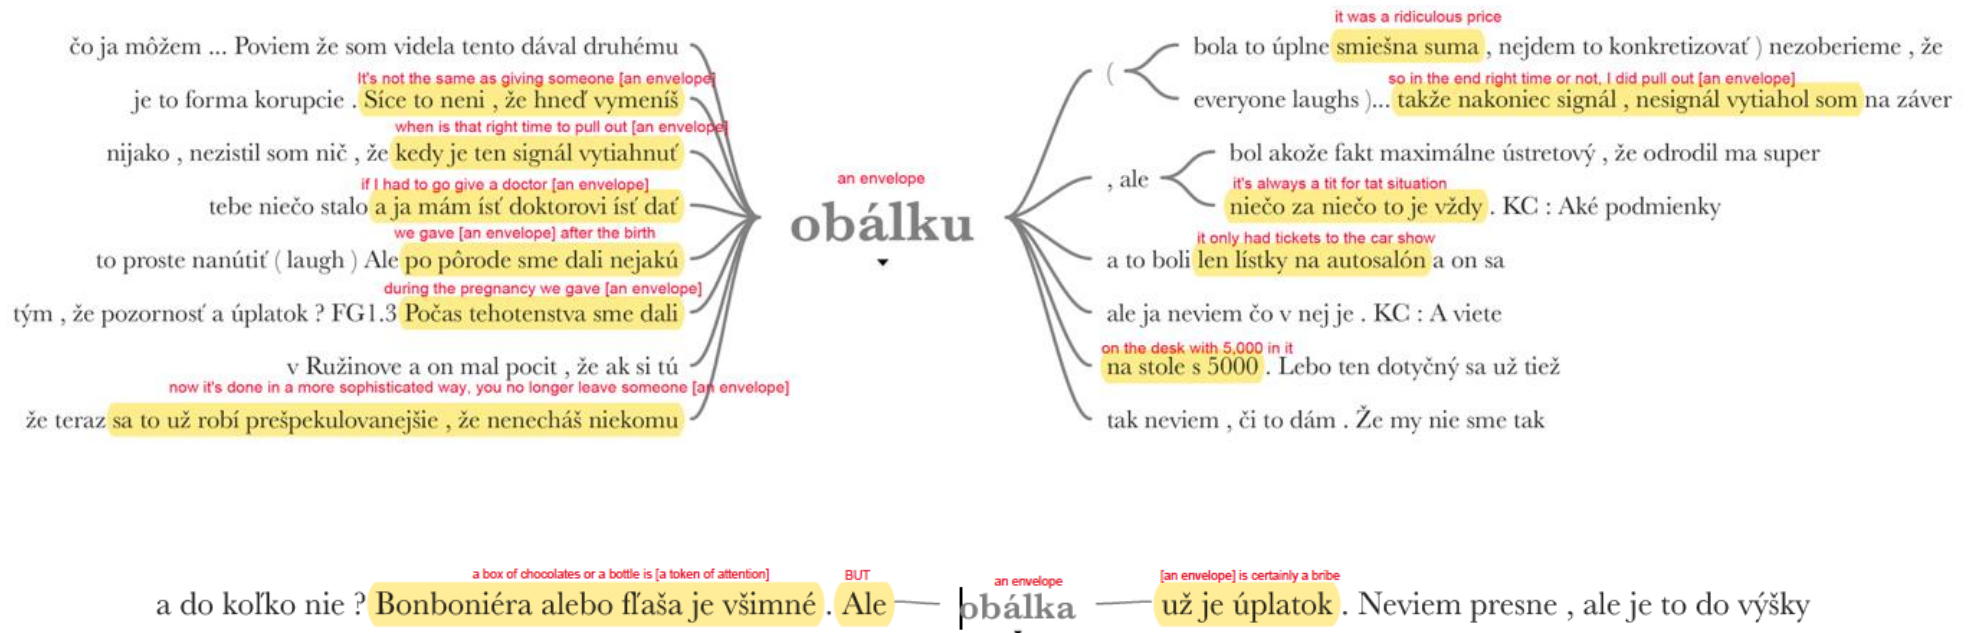 čo ja môžem ... Poviem že som videla tento dával druhému
It's not the same as giving someone [an envelope]
je to forma korupcie . Síce to neni , že hneď vymeníš
when is that right time to pull out [an envelope]
nijako , nezistil som nič , že kedy je ten signál vytiahnuť
if I had to go give a doctor [an envelope]
tebe niečo stalo a ja mám ísť doktorovi ísť dať
we gave [an envelope] after the birth
to proste nanútiť ( laugh ) Ale po pôrode sme dali nejakú
during the pregnancy we gave [an envelope]
tým , že pozornosť a úplatok ? FG1.3 Počas tehotenstva sme dali
v Ružinove a on mal pocit , že ak si tú
now it's done in a more sophisticated way, you no longer leave someone [an envelope]
že teraz sa to už robí prešpekulovanejšie , že nenecháš niekomu
an envelope
obálku
it was a ridiculous price
(
bola to úplne smiešna suma , nejdem to konkretizovať ) nezoberieme , že
so in the end right time or not, I did pull out [an envelope]
everyone laughs )... takže nakoniec signál , nesignál vytiahol som na záver
, ale
bol akože fakt maximálne ústretový , že odrodil ma super
it's always a tit for tat situation
niečo za niečo to je vždy . KC : Aké podmienky
it only had tickets to the car show
a to boli len lístky na autosalón a on sa
ale ja neviem čo v nej je . KC : A viete
on the desk with 5,000 in it
na stole s 5000 . Lebo ten dotyčný sa už tiež
tak neviem , či to dám . Že my nie sme tak
a box of chocolates or a bottle is [a token of attention]
BUT
an envelope
[an envelope] is certainly a bribe
a do koľko nie ? Bonboniéra alebo fľaša je všimné . Ale obálka už je úplatok . Neviem presne , ale je to do výšky